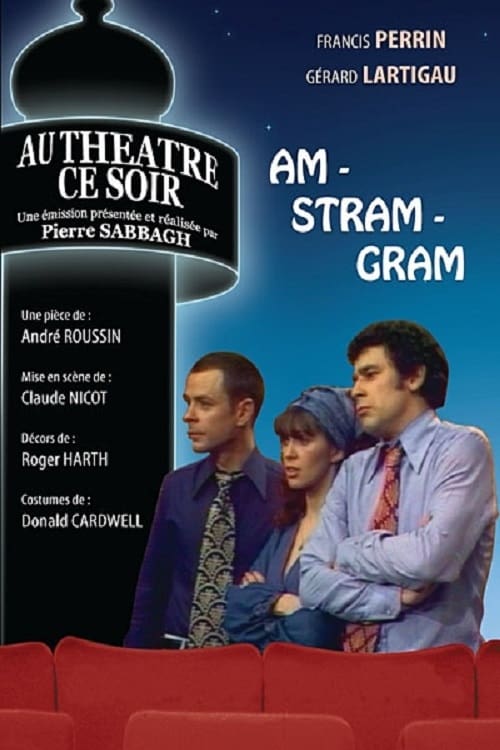 FRANCIS PERRIN
GÉRARD LARTIGAU
AU THEATRE
CE SOIR
Une émission présentée et réalisée par
Pierre SABBAGH
AM -
STRAM -
GRAM
Une pièce de :
André ROUSSIN
Mise en scène de :
Claude NICOT
Décors de :
Roger HARTH
Costumes de :
Donald CARDWELL